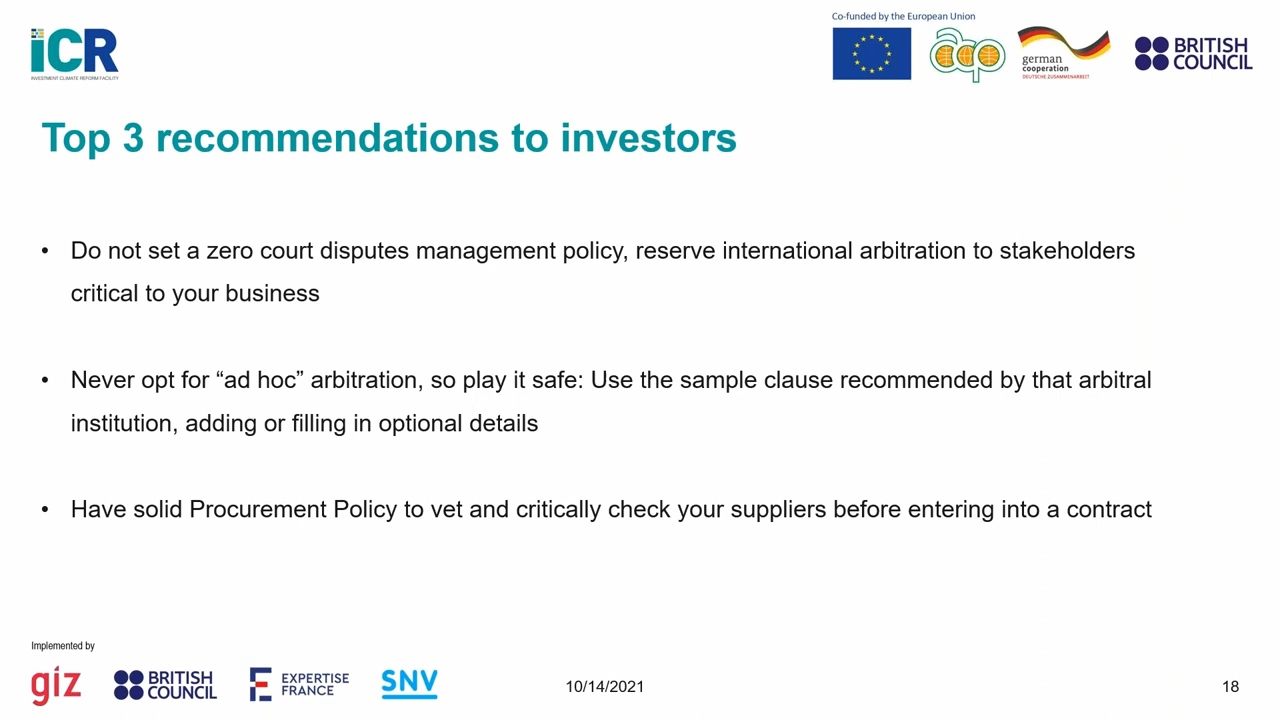 Co-funded by the European Union
iCR
INVESTMENT CLIMATE REFORM FACILITY
acp
german
cooperation
DEUTSCHE ZUSAMMENARBEIT
BRITISH
COUNCIL
Top 3 recommendations to investors
• Do not set a zero court disputes management policy, reserve international arbitration to stakeholders
critical to your business
• Never opt for “ad hoc” arbitration, so play it safe: Use the sample clause recommended by that arbitral
institution, adding or filling in optional details
• Have solid Procurement Policy to vet and critically check your suppliers before entering into a contract
Implemented by
giz
BRITISH
COUNCIL
EXPERTISE
FRANCE
SNV
10/14/2021
18